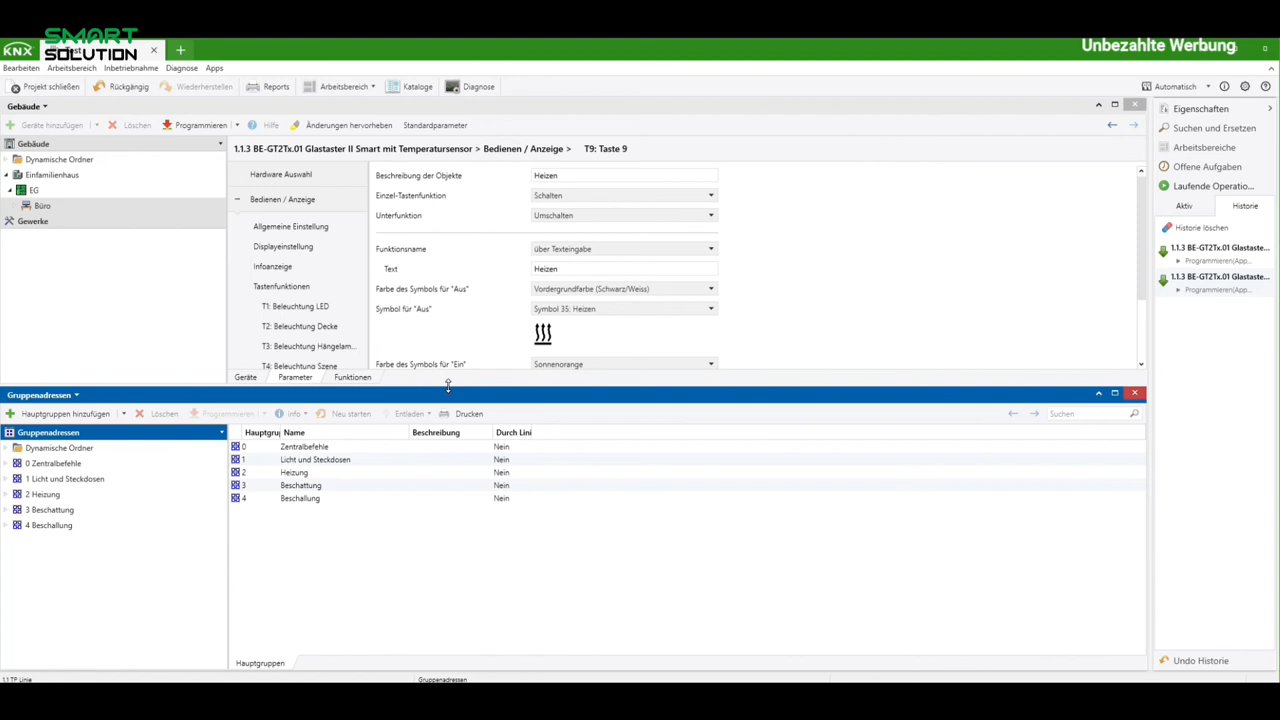 SMART
SOLUTION
KNX
Unbezahlte Werbung
Bearbeiten Arbeitsbereich Inbetriebnahme Diagnose Apps
Projekt schließen Rückgängig Wiederherstellen Reports Arbeitsbereich Kataloge Diagnose Automatisch
Gebäude
Geräte hinzufügen Löschen Programmieren Hilfe Änderungen hervorheben Standardparameter
Gebäude
Dynamische Ordner
Einfamilienhaus
EG
Büro
Gewerke
1.1.3 BE-GT2Tx.01 Glastaster II Smart mit Temperatursensor > Bedienen / Anzeige > T9: Taste 9
Hardware Auswahl
Bedienen / Anzeige
Allgemeine Einstellung
Displayeinstellung
Infoanzeige
Tastenfunktionen
T1: Beleuchtung LED
T2: Beleuchtung Decke
T3: Beleuchtung Hängelam...
T4: Beleuchtung Szene
Beschreibung der Objekte Heizen
Einzel-Tastenfunktion Schalten
Unterfunktion Umschalten
Funktionsname über Texteingabe
Text Heizen
Farbe des Symbols für "Aus" Vordergrundfarbe (Schwarz/Weiss)
Symbol für "Aus" Symbol 35: Heizen
Farbe des Symbols für "Ein" Sonnenorange
Geräte Parameter Funktionen
Eigenschaften
Suchen und Ersetzen
Arbeitsbereiche
Offene Aufgaben
Laufende Operatio...
Aktiv Historie
Historie löschen
1.1.3 BE-GT2Tx.01 Glastaste...
Programmieren(App...
1.1.3 BE-GT2Tx.01 Glastaste...
Programmieren(App...
Gruppenadressen
Hauptgruppen hinzufügen Löschen Programmieren Info Neu starten Entladen Drucken Suchen
Gruppenadressen
Dynamische Ordner
0 Zentralbefehle
1 Licht und Steckdosen
2 Heizung
3 Beschattung
4 Beschallung
Hauptgru Name Beschreibung Durch Lini
0 Zentralbefehle Nein
1 Licht und Steckdosen Nein
2 Heizung Nein
3 Beschattung Nein
4 Beschallung Nein
Hauptgruppen
Undo Historie
1.1 TP Linie Gruppenadressen